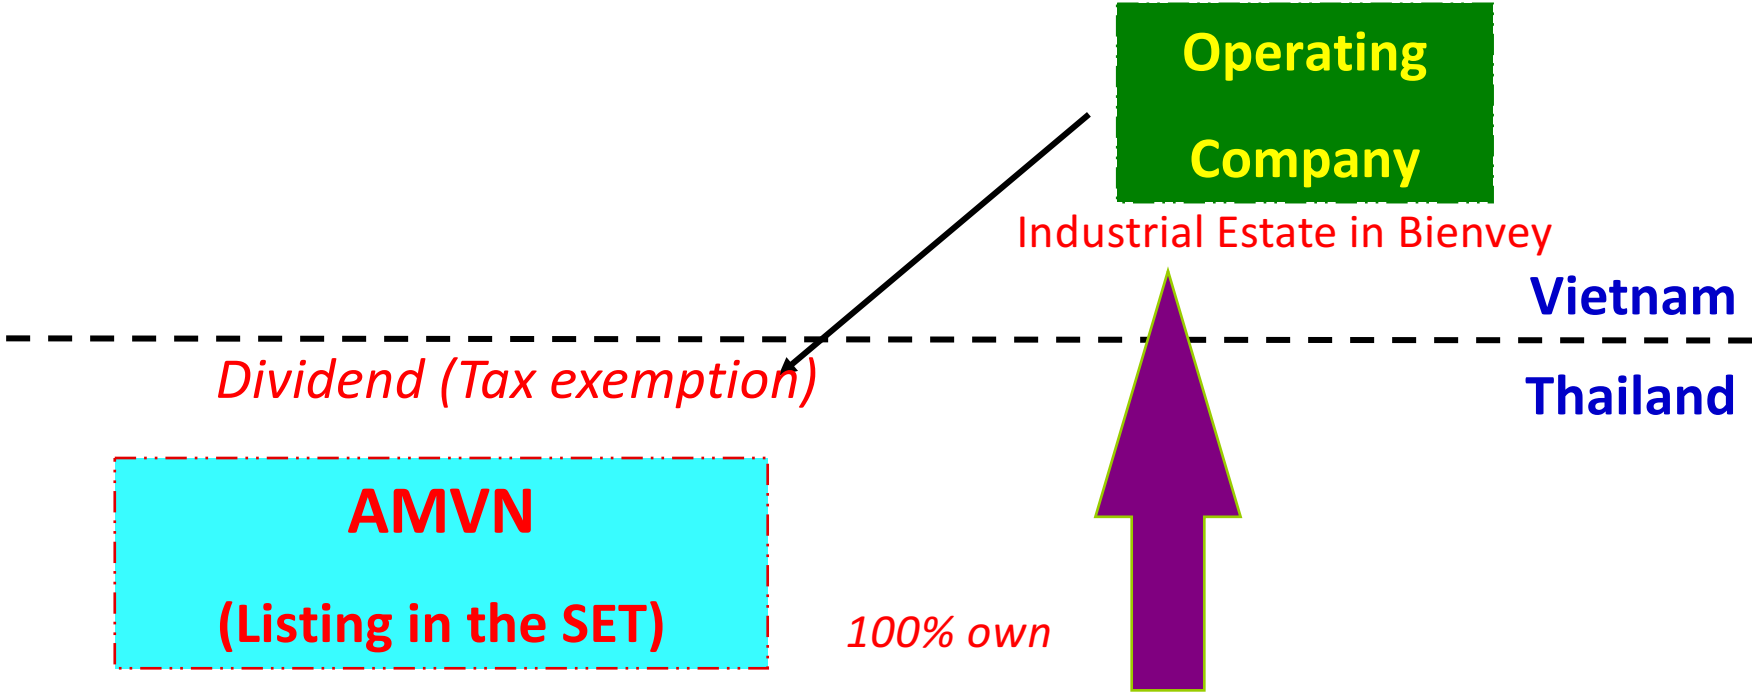 Operating
Company
Industrial Estate in Bienvey
Vietnam
Dividend (Tax exemption)
Thailand
AMVN
(Listing in the SET)
100% own